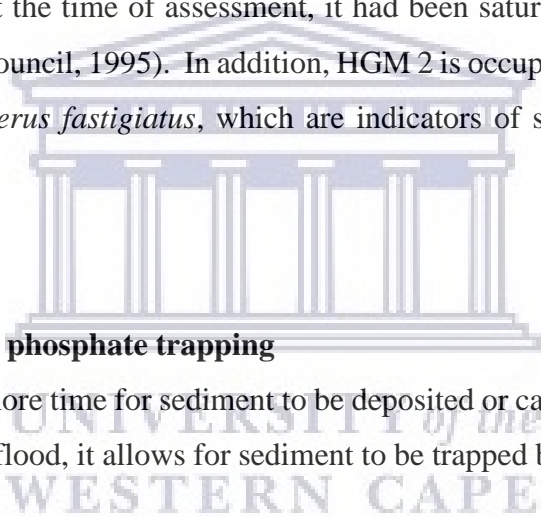 t the time of assessment, it had been satur
ouncil, 1995). In addition, HGM 2 is occup
erus fastigiatus, which are indicators of s
phosphate trapping
ore time for sediment to be deposited or ca
UNIVERSITY of the
flood, it allows for sediment to be trapped b
WESTERN CAPE